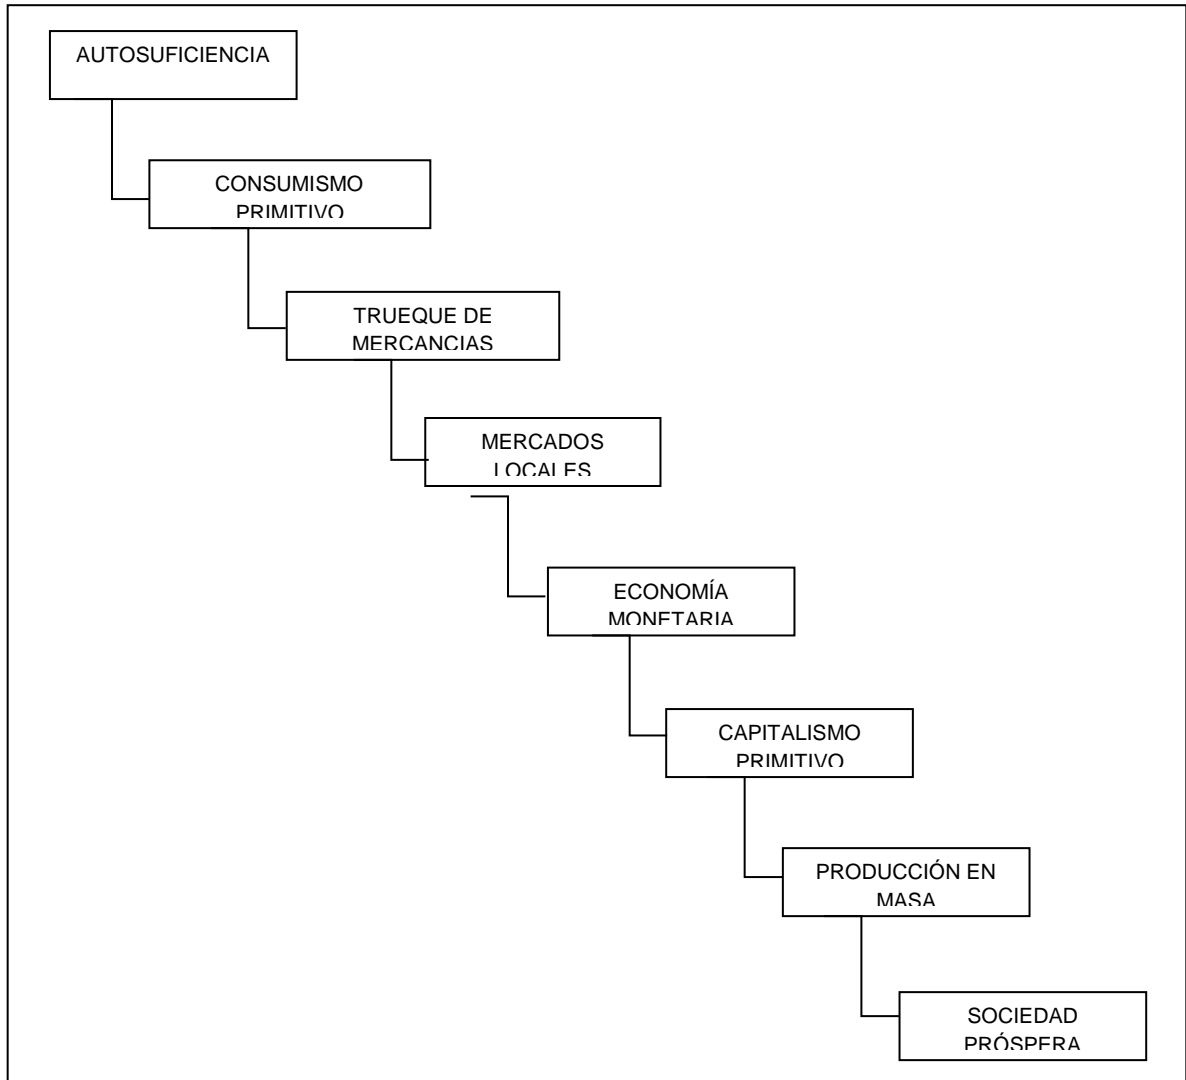 AUTOSUFICIENCIA
CONSUMISMO
PRIMITIVO
TRUEQUE DE
MERCANCIAS
MERCADOS
LOCALES
ECONOMÍA
MONETARIA
CAPITALISMO
PRIMITIVO
PRODUCCIÓN EN
MASA
SOCIEDAD
PRÓSPERA